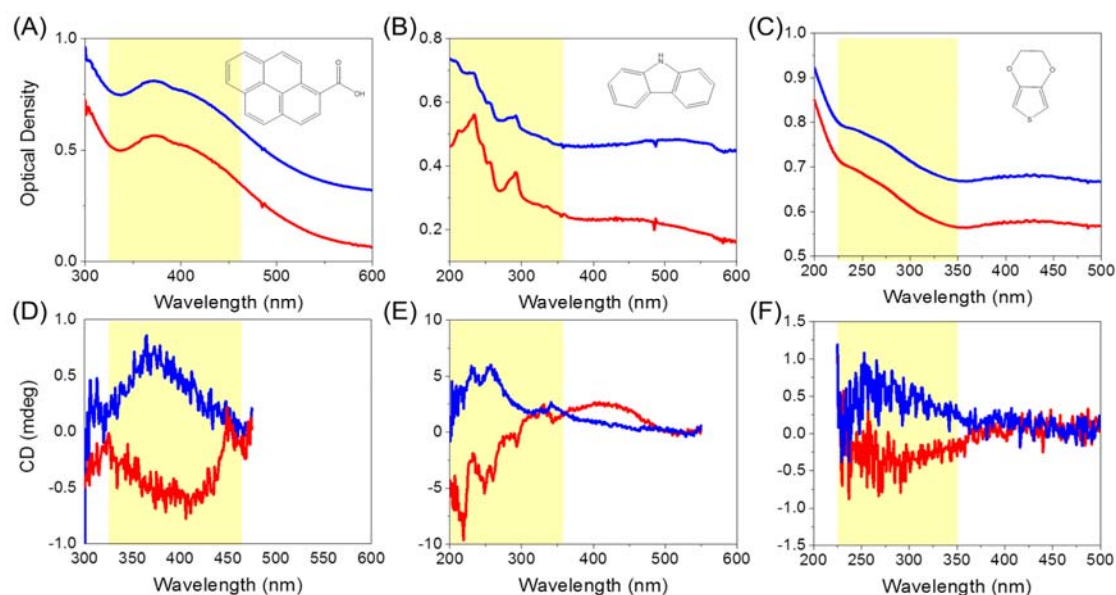 (A)
(B)
(C)
1.0
0.5
0.0
Optical Density
300 350 400 450 500 550 600
Wavelength (nm)
O
OH
0.8
0.6
0.4
0.2
200 300 400 500 600
Wavelength (nm)
H
N
1.0
0.9
0.8
0.7
0.6
0.5
200 250 300 350 400 450 500
Wavelength (nm)
O O
S
(D)
(E)
(F)
1.0
0.5
0.0
-0.5
-1.0
CD (mdeg)
300 350 400 450 500 550 600
Wavelength (nm)
10
5
0
-5
-10
200 300 400 500 600
Wavelength (nm)
1.5
1.0
0.5
0.0
-0.5
-1.0
-1.5
200 250 300 350 400 450 500
Wavelength (nm)